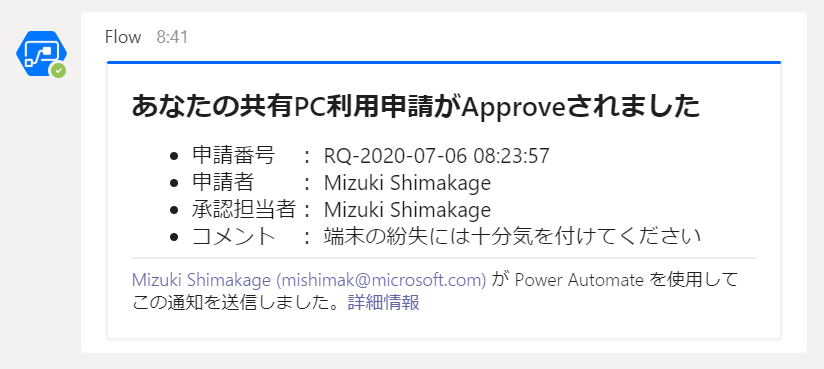 Flow 8:41
あなたの共有PC利用申請がApproveされました
• 申請番号 : RQ-2020-07-06 08:23:57
• 申請者 : Mizuki Shimakage
• 承認担当者 : Mizuki Shimakage
• コメント : 端末の紛失には十分気を付けてください
Mizuki Shimakage (mishimak@microsoft.com) が Power Automate を使用して
この通知を送信しました。詳細情報